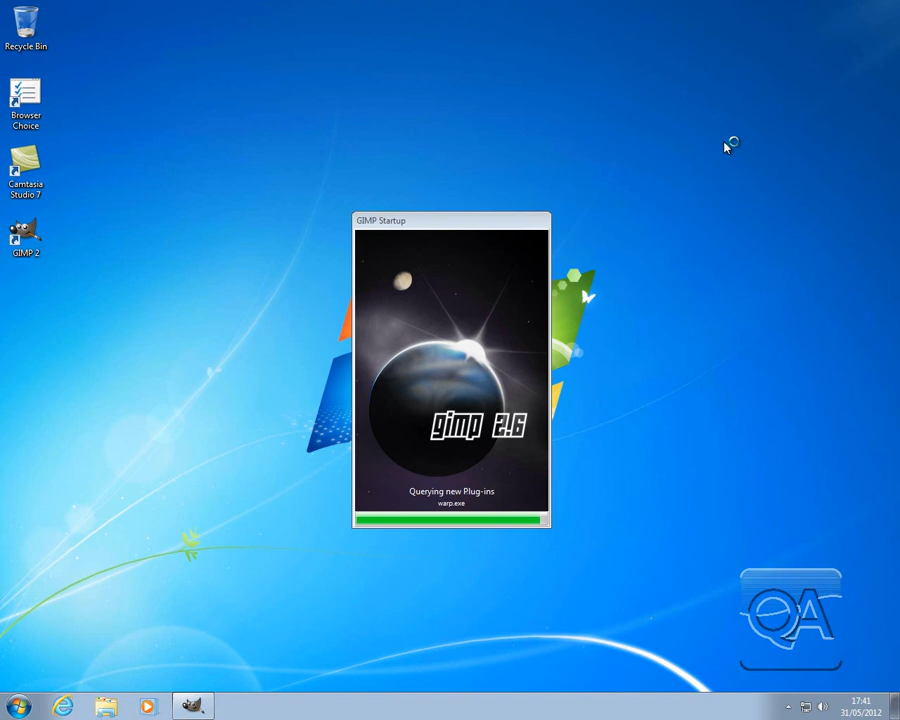 Recycle Bin
Browser
Choice
Camtasia
Studio 7
GIMP 2
GIMP Startup
gimp 2.6
Querying new Plug-ins
warp.exe
QA
17:41
31/05/2012